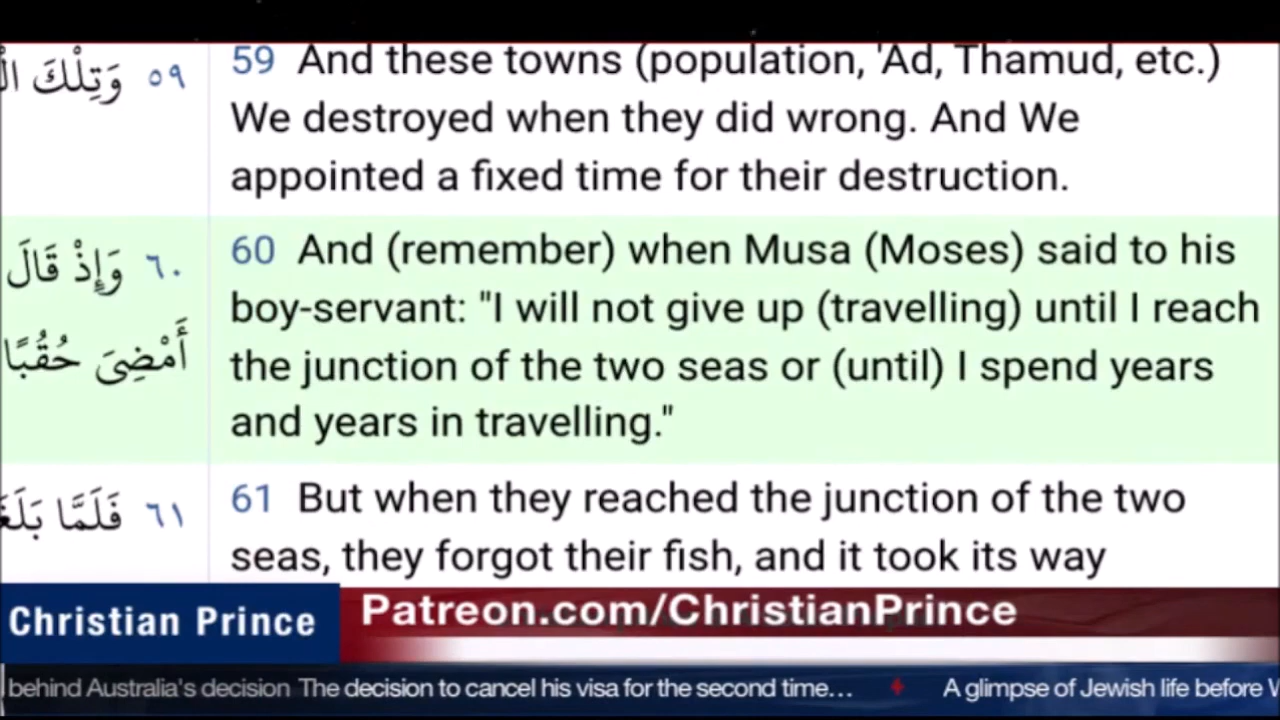 59 And these towns (population, 'Ad, Thamud, etc.)
We destroyed when they did wrong. And We
appointed a fixed time for their destruction.
٥٩ وَتِلْكَ
60 And (remember) when Musa (Moses) said to his
boy-servant: "I will not give up (travelling) until I reach
the junction of the two seas or (until) I spend years
and years in travelling."
٦٠ وَإِذْ قَالَ
أَمْضِىَ حُقُبًا
61 But when they reached the junction of the two
seas, they forgot their fish, and it took its way
٦١ فَلَمَّا
Christian Prince
Patreon.com/ChristianPrince
behind Australia's decision The decision to cancel his visa for the second time... A glimpse of Jewish life before